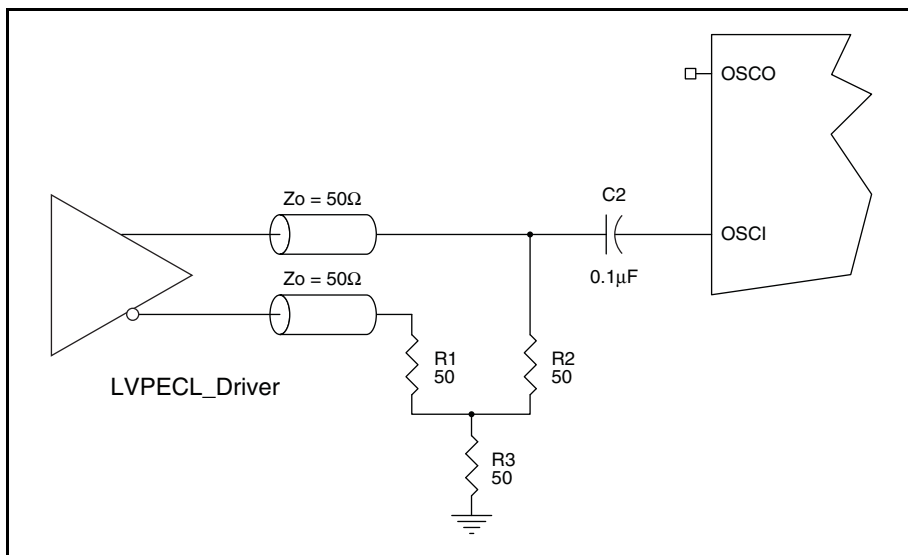 OSCO
Zo = 50Ω
C2
OSCI
Zo = 50Ω
0.1µF
R1
50
R2
50
LVPECL_Driver
R3
50